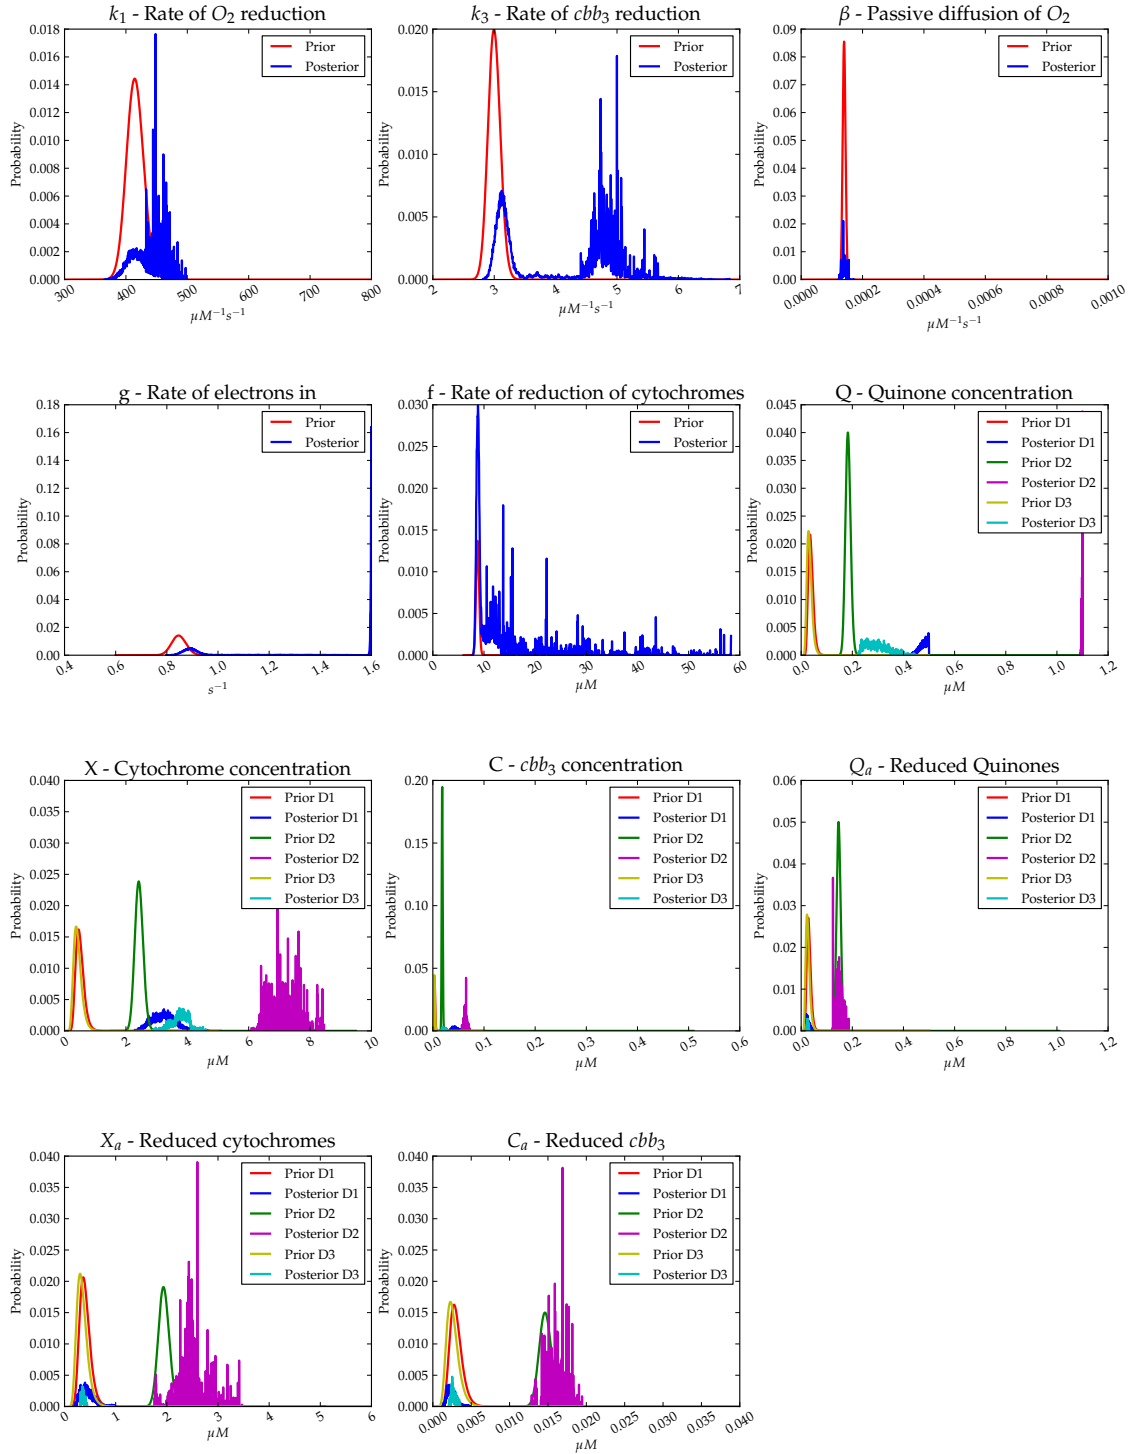 k₁ - Rate of O₂ reduction
0.018
0.016
0.014
0.012
0.010
0.008
0.006
0.004
0.002
0.000
Probability
300
400
500
600
700
800
μM⁻¹s⁻¹
Prior
Posterior
k₃ - Rate of cbb₃ reduction
0.020
0.015
0.010
0.005
0.000
Probability
2
3
4
5
6
7
μM⁻¹s⁻¹
Prior
Posterior
β - Passive diffusion of O₂
0.09
0.08
0.07
0.06
0.05
0.04
0.03
0.02
0.01
0.00
Probability
0.0000
0.0002
0.0004
0.0006
0.0008
0.0010
μM⁻¹s⁻¹
Prior
Posterior
g - Rate of electrons in
0.18
0.16
0.14
0.12
0.10
0.08
0.06
0.04
0.02
0.00
Probability
0.4
0.6
0.8
1.0
1.2
1.4
1.6
s⁻¹
Prior
Posterior
f - Rate of reduction of cytochromes
0.030
0.025
0.020
0.015
0.010
0.005
0.000
Probability
0
10
20
30
40
50
60
μM
Prior
Posterior
Q - Quinone concentration
0.045
0.040
0.035
0.030
0.025
0.020
0.015
0.010
0.005
0.000
Probability
0.0
0.2
0.4
0.6
0.8
1.0
1.2
μM
Prior D1
Posterior D1
Prior D2
Posterior D2
Prior D3
Posterior D3
X - Cytochrome concentration
0.040
0.035
0.030
0.025
0.020
0.015
0.010
0.005
0.000
Probability
0
2
4
6
8
10
μM
Prior D1
Posterior D1
Prior D2
Posterior D2
Prior D3
Posterior D3
C - cbb₃ concentration
0.20
0.15
0.10
0.05
0.00
Probability
0.0
0.1
0.2
0.3
0.4
0.5
0.6
μM
Prior D1
Posterior D1
Prior D2
Posterior D2
Prior D3
Posterior D3
Qₐ - Reduced Quinones
0.06
0.05
0.04
0.03
0.02
0.01
0.00
Probability
0.0
0.2
0.4
0.6
0.8
1.0
1.2
μM
Prior D1
Posterior D1
Prior D2
Posterior D2
Prior D3
Posterior D3
Xₐ - Reduced cytochromes
0.040
0.035
0.030
0.025
0.020
0.015
0.010
0.005
0.000
Probability
0
1
2
3
4
5
6
μM
Prior D1
Posterior D1
Prior D2
Posterior D2
Prior D3
Posterior D3
Cₐ - Reduced cbb₃
0.040
0.035
0.030
0.025
0.020
0.015
0.010
0.005
0.000
Probability
0.000
0.005
0.010
0.015
0.020
0.025
0.030
0.035
0.040
μM
Prior D1
Posterior D1
Prior D2
Posterior D2
Prior D3
Posterior D3